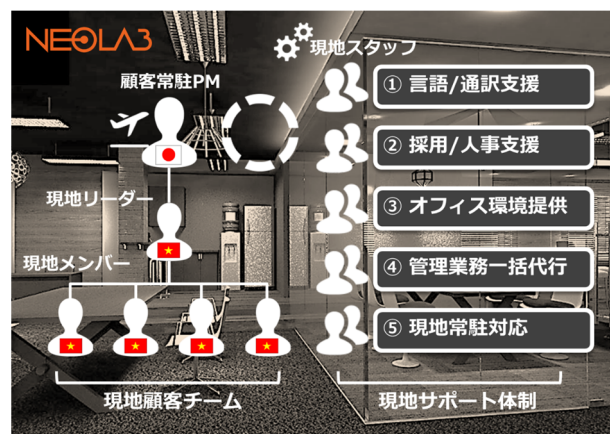 NEOLAB
現地スタッフ
顧客常駐PM
① 言語/通訳支援
② 採用/人事支援
現地リーダー
③ オフィス環境提供
現地メンバー
④ 管理業務一括代行
⑤ 現地常駐対応
現地顧客チーム
現地サポート体制